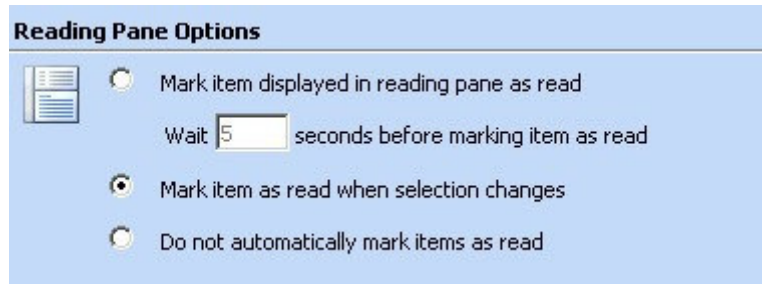 Reading Pane Options
Mark item displayed in reading pane as read
Wait 5 seconds before marking item as read
Mark item as read when selection changes
Do not automatically mark items as read